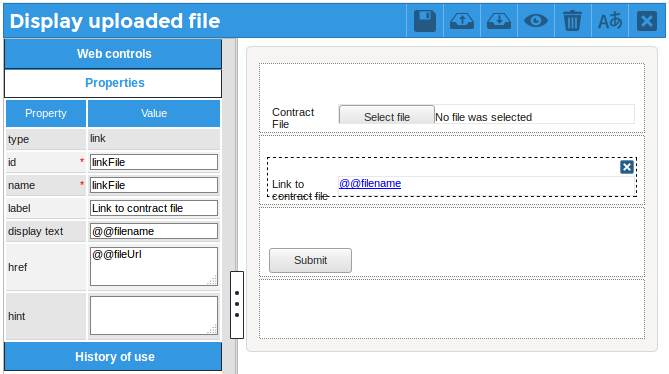 Display uploaded file
Aあ
Web controls
Properties
Property Value
type link
id * linkFile
name * linkFile
label Link to contract file
display text @@filename
href @@fileUrl
hint
History of use
Contract
File
Select file No file was selected
Link to
contract file
@@filename
Submit